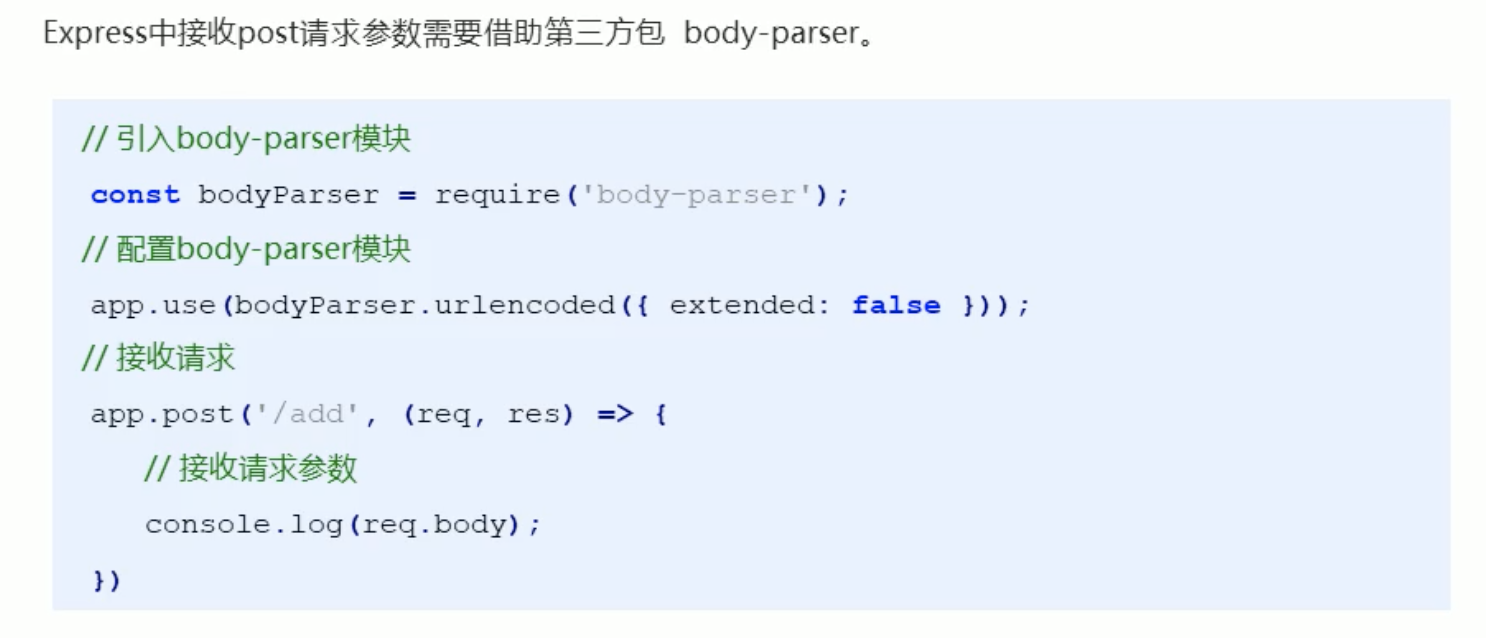 Express中接收post请求参数需要借助第三方包 body-parser。
// 引入body-parser模块
const bodyParser = require('body-parser');
// 配置body-parser模块
app.use(bodyParser.urlencoded({ extended: false }));
// 接收请求
app.post('/add', (req, res) => {
// 接收请求参数
console.log(req.body);
})